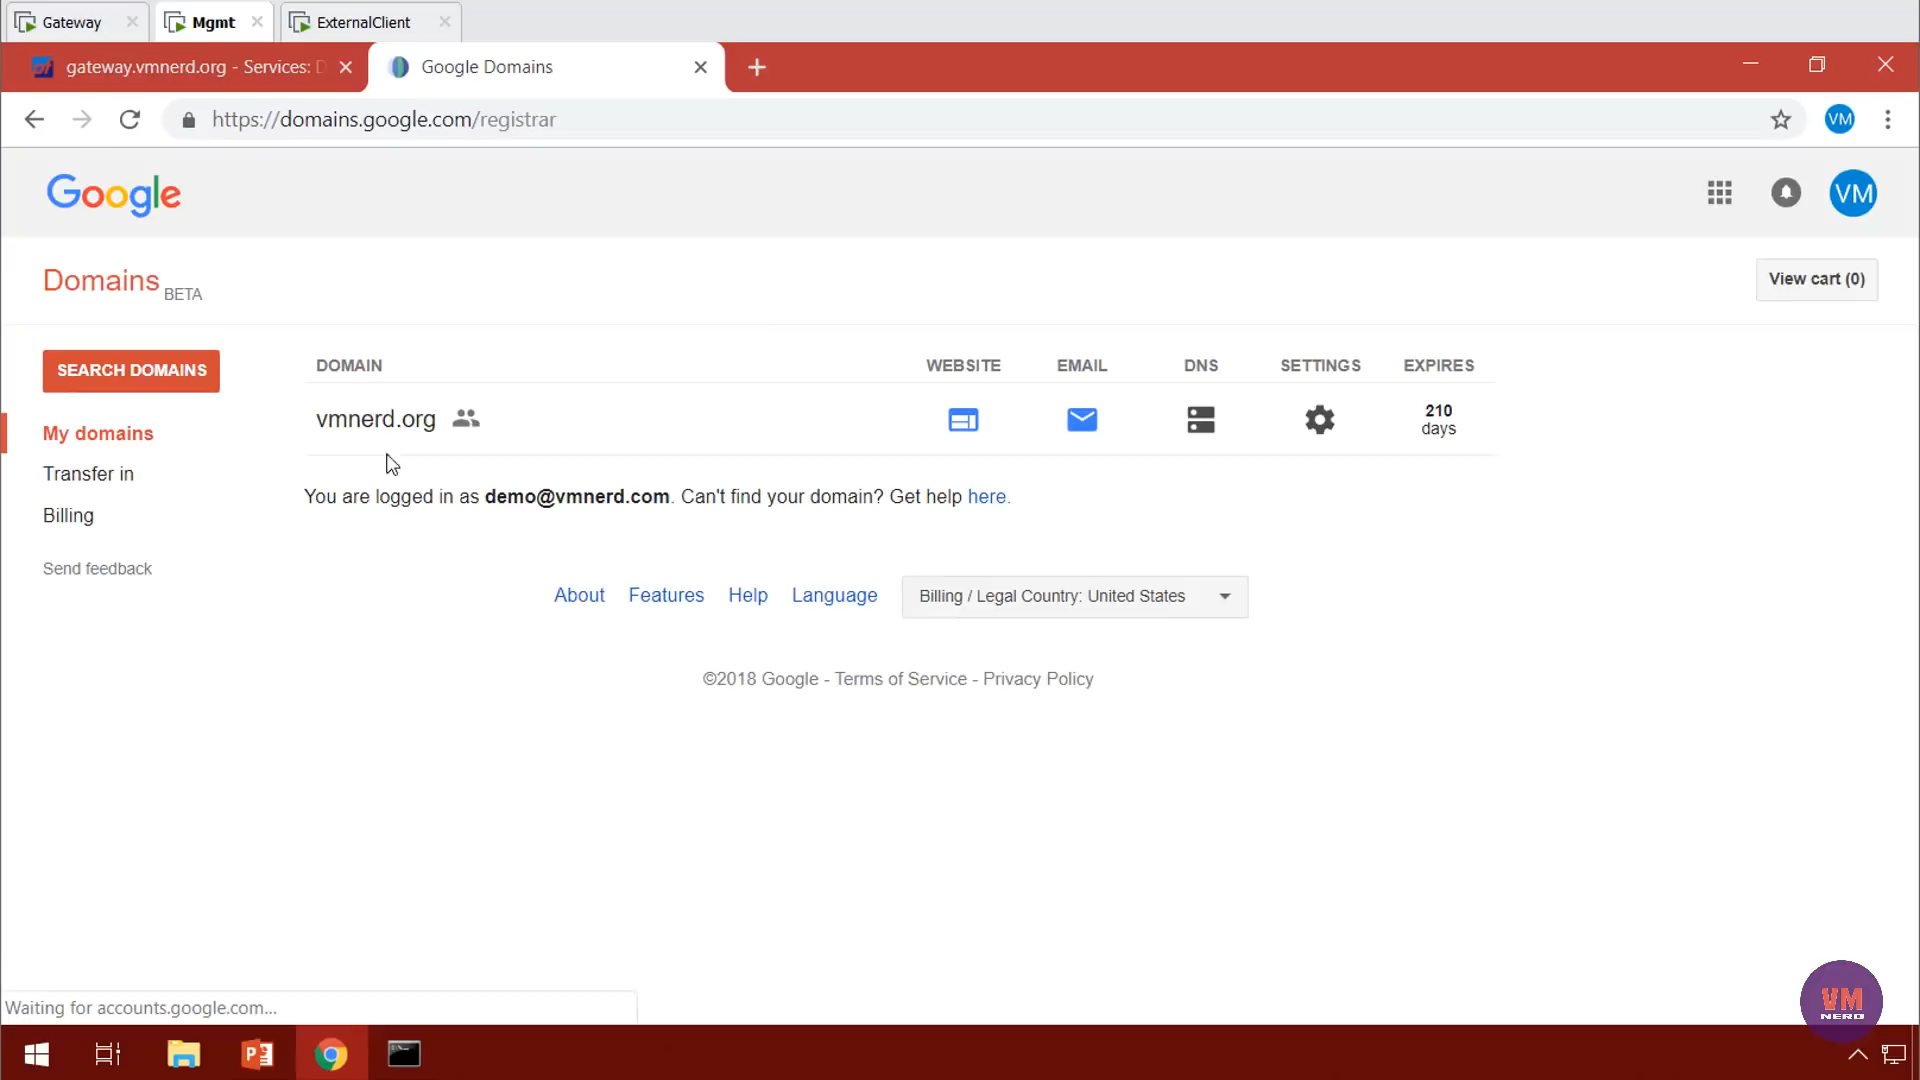 Gateway
Mgmt
ExternalClient
gateway.vmnerd.org - Services: D
Google Domains
https://domains.google.com/registrar
VM
Google
VM
Domains BETA
View cart (0)
SEARCH DOMAINS
My domains
Transfer in
Billing
Send feedback
DOMAIN WEBSITE EMAIL DNS SETTINGS EXPIRES
vmnerd.org 210
days
You are logged in as demo@vmnerd.com. Can't find your domain? Get help here.
About Features Help Language Billing / Legal Country: United States
©2018 Google - Terms of Service - Privacy Policy
Waiting for accounts.google.com...
VM
NERD